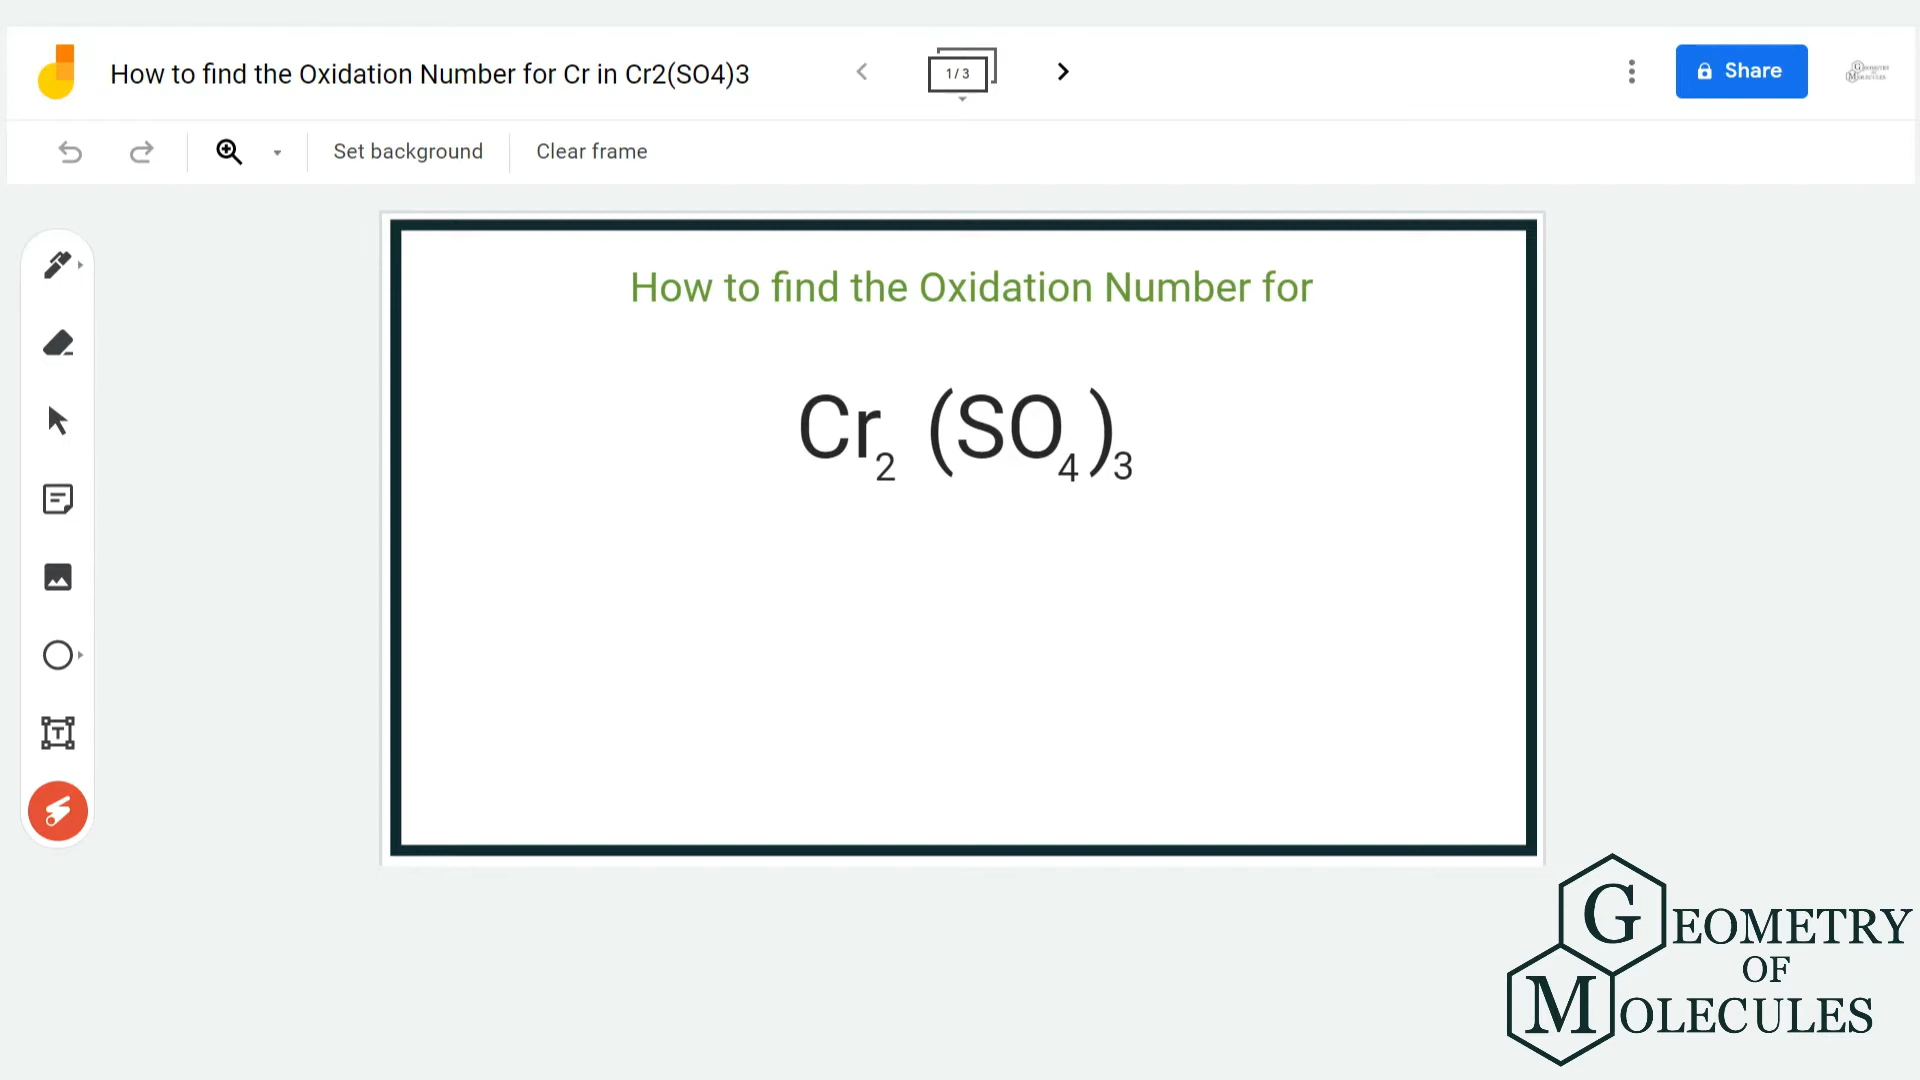 How to find the Oxidation Number for Cr in Cr2(SO4)3
1/3
Share
Set background
Clear frame
How to find the Oxidation Number for
Cr2 (SO4)3
GEOMETRY
OF
MOLECULES